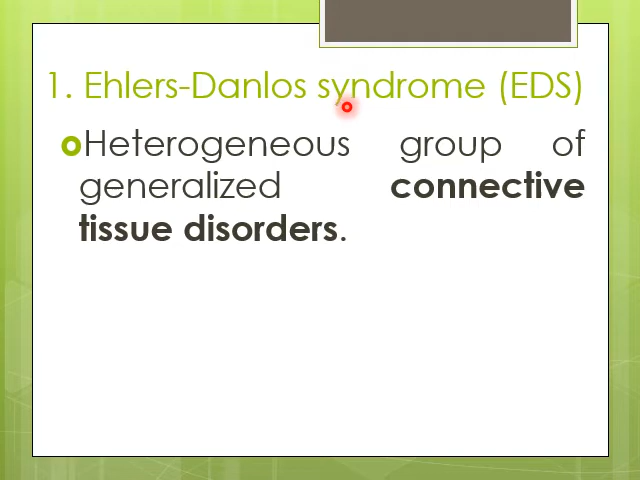 1. Ehlers-Danlos syndrome (EDS)
Heterogeneous group of
generalized connective
tissue disorders.